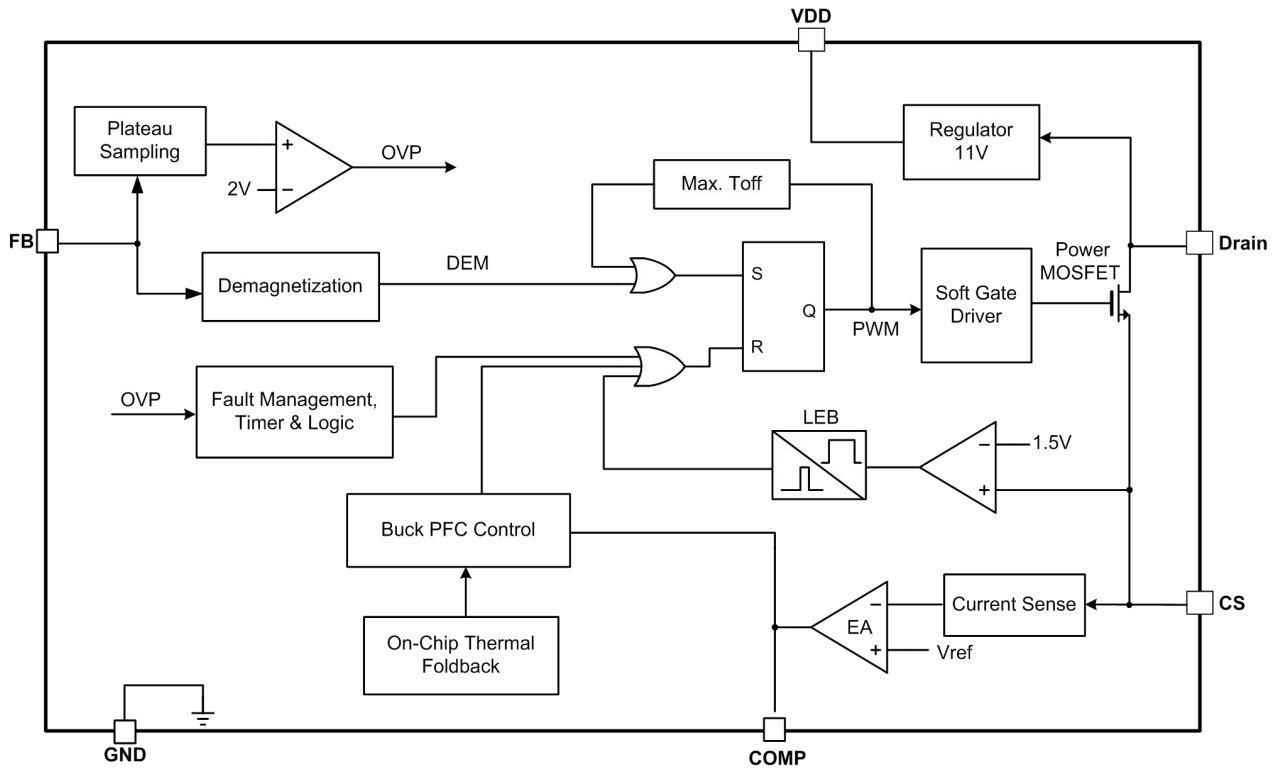 VDD
Plateau
Sampling
+
2V
−
OVP
Regulator
11V
Max. Toff
FB
Drain
DEM
Demagnetization
S
Q
R
PWM
Soft Gate
Driver
Power
MOSFET
OVP
Fault Management,
Timer & Logic
LEB
−
1.5V
+
Buck PFC Control
On-Chip Thermal
Foldback
EA
−
+
Vref
Current Sense
CS
GND
COMP